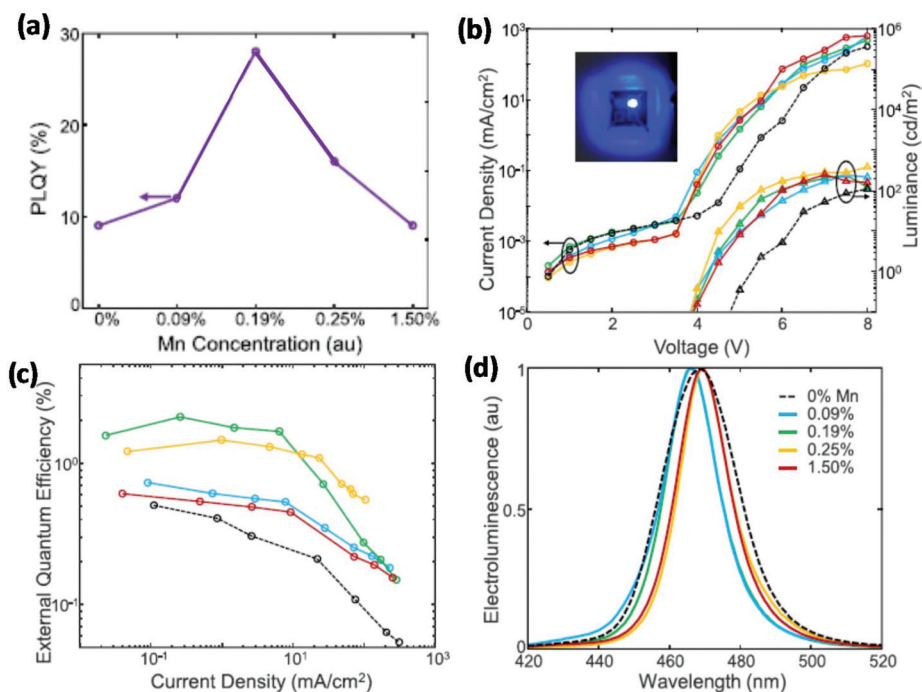 (a)
30
20
10
0
PLQY (%)
0% 0.09% 0.19% 0.25% 1.50%
Mn Concentration (au)
(b)
10³
10¹
10⁻¹
10⁻³
10⁻⁵
Current Density (mA/cm²)
10⁶
10⁴
10²
10⁰
Luminance (cd/m²)
0 2 4 6 8
Voltage (V)
(c)
10⁰
10⁻¹
External Quantum Efficiency (%)
10⁻¹ 10¹ 10³
Current Density (mA/cm²)
(d)
1
0.5
0
Electroluminescence (au)
0% Mn
0.09%
0.19%
0.25%
1.50%
420 440 460 480 500 520
Wavelength (nm)